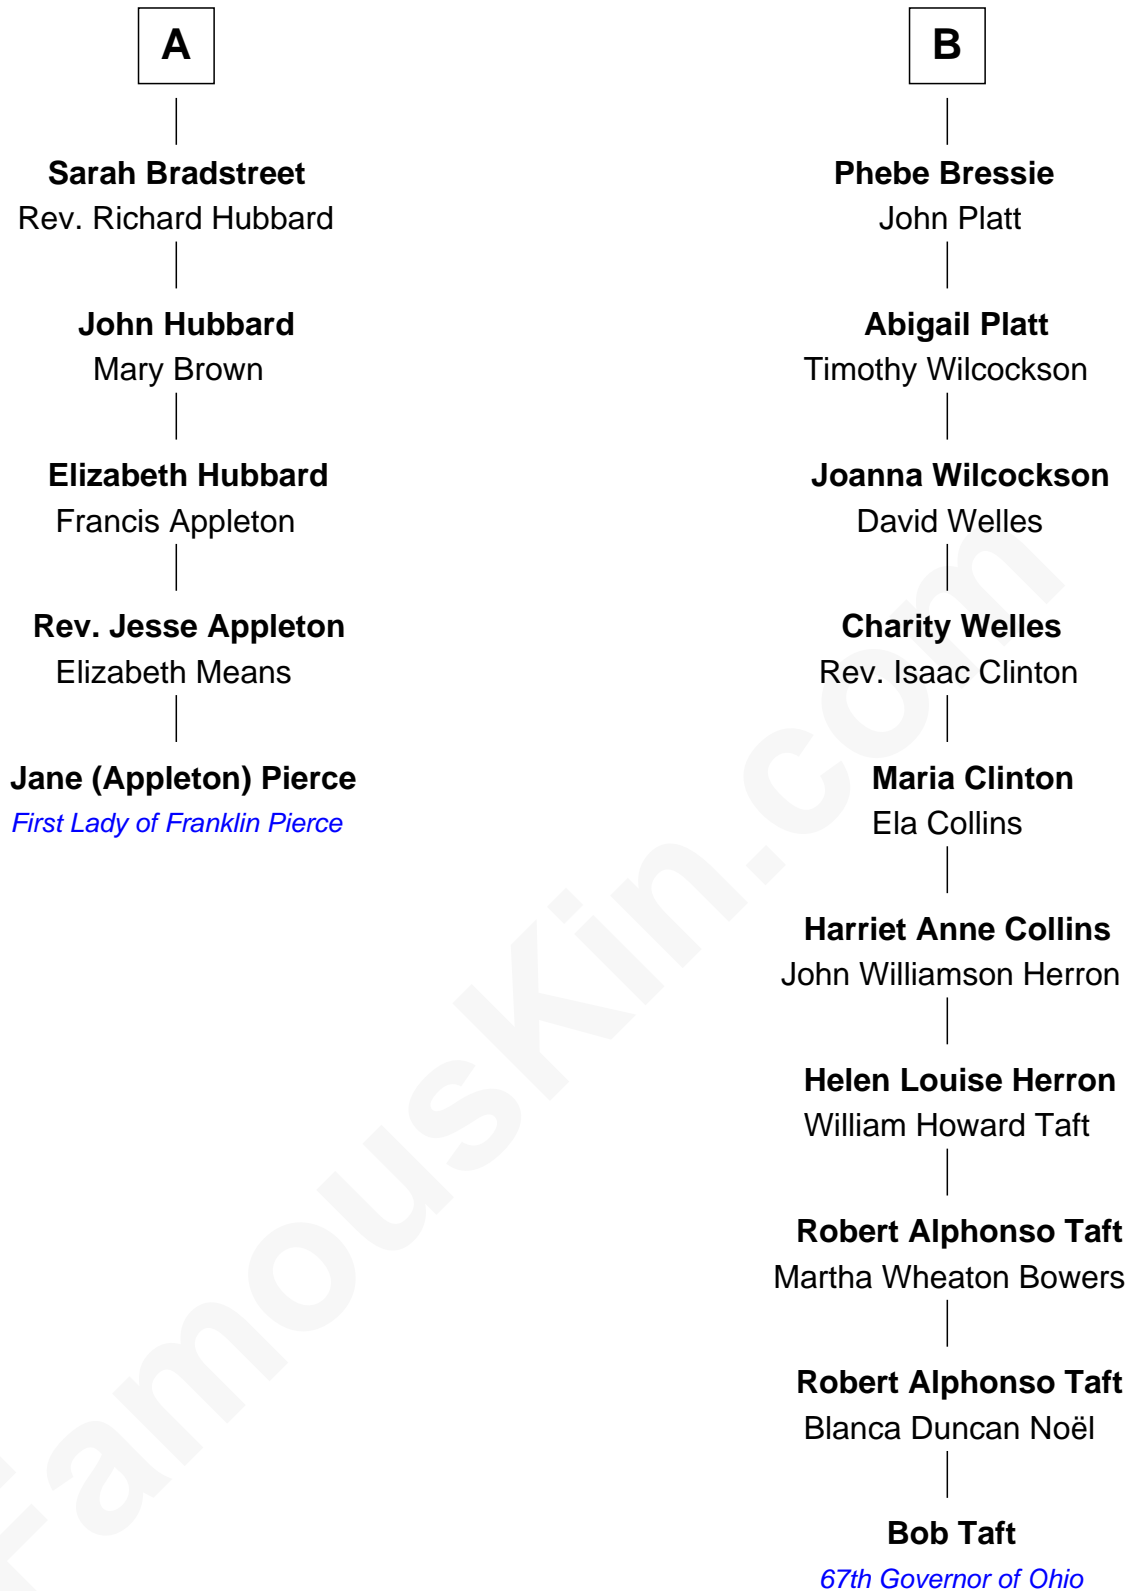 A
Sarah Bradstreet
Rev. Richard Hubbard
John Hubbard
Mary Brown
Elizabeth Hubbard
Francis Appleton
Rev. Jesse Appleton
Elizabeth Means
Jane (Appleton) Pierce
First Lady of Franklin Pierce
B
Phebe Bressie
John Platt
Abigail Platt
Timothy Wilcockson
Joanna Wilcockson
David Welles
Charity Welles
Rev. Isaac Clinton
Maria Clinton
Ela Collins
Harriet Anne Collins
John Williamson Herron
Helen Louise Herron
William Howard Taft
Robert Alphonso Taft
Martha Wheaton Bowers
Robert Alphonso Taft
Blanca Duncan Noël
Bob Taft
67th Governor of Ohio
FamousKin.com